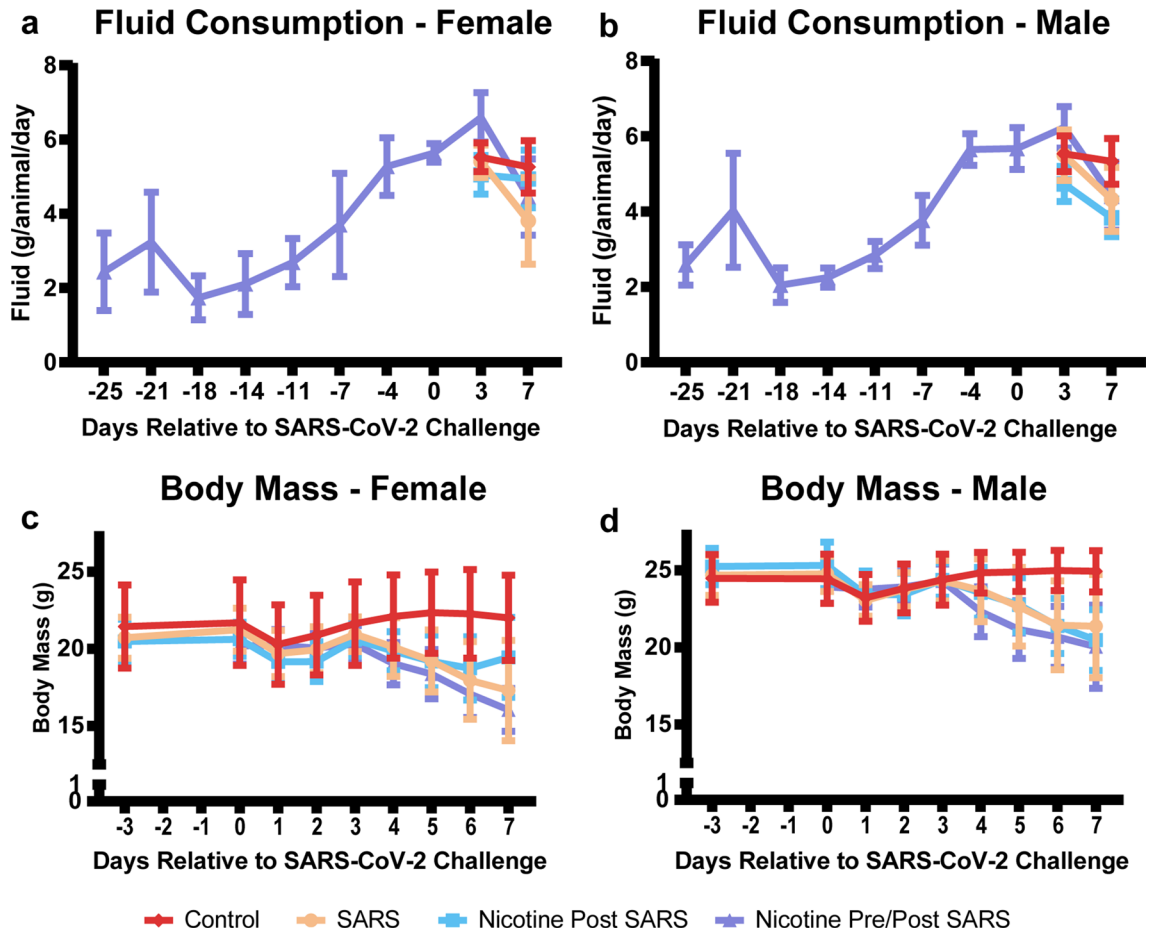 a Fluid Consumption - Female
8
6
4
2
0
Fluid (g/animal/day
-25 -21 -18 -14 -11 -7 -4 0 3 7
Days Relative to SARS-CoV-2 Challenge
b Fluid Consumption - Male
8
6
4
2
0
Fluid (g/animal/day)
-25 -21 -18 -14 -11 -7 -4 0 3 7
Days Relative to SARS-CoV-2 Challenge
c Body Mass - Female
25
20
15
1
0
Body Mass (g)
-3 -2 -1 0 1 2 3 4 5 6 7
Days Relative to SARS-CoV-2 Challenge
d Body Mass - Male
25
20
15
1
0
Body Mass (g)
-3 -2 -1 0 1 2 3 4 5 6 7
Days Relative to SARS-CoV-2 Challenge
Control SARS Nicotine Post SARS Nicotine Pre/Post SARS